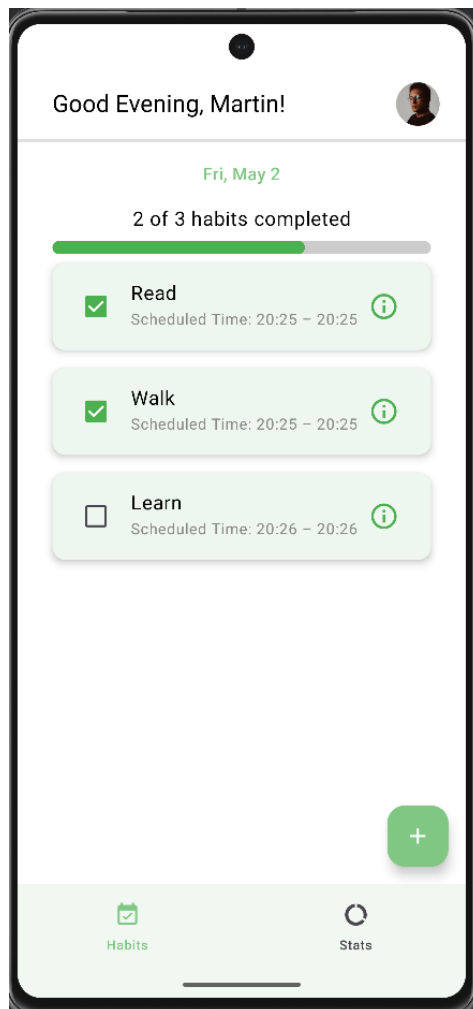 Good Evening, Martin!
Fri, May 2
2 of 3 habits completed
Read
Scheduled Time: 20:25 – 20:25
Walk
Scheduled Time: 20:25 – 20:25
Learn
Scheduled Time: 20:26 – 20:26
+
Habits
Stats